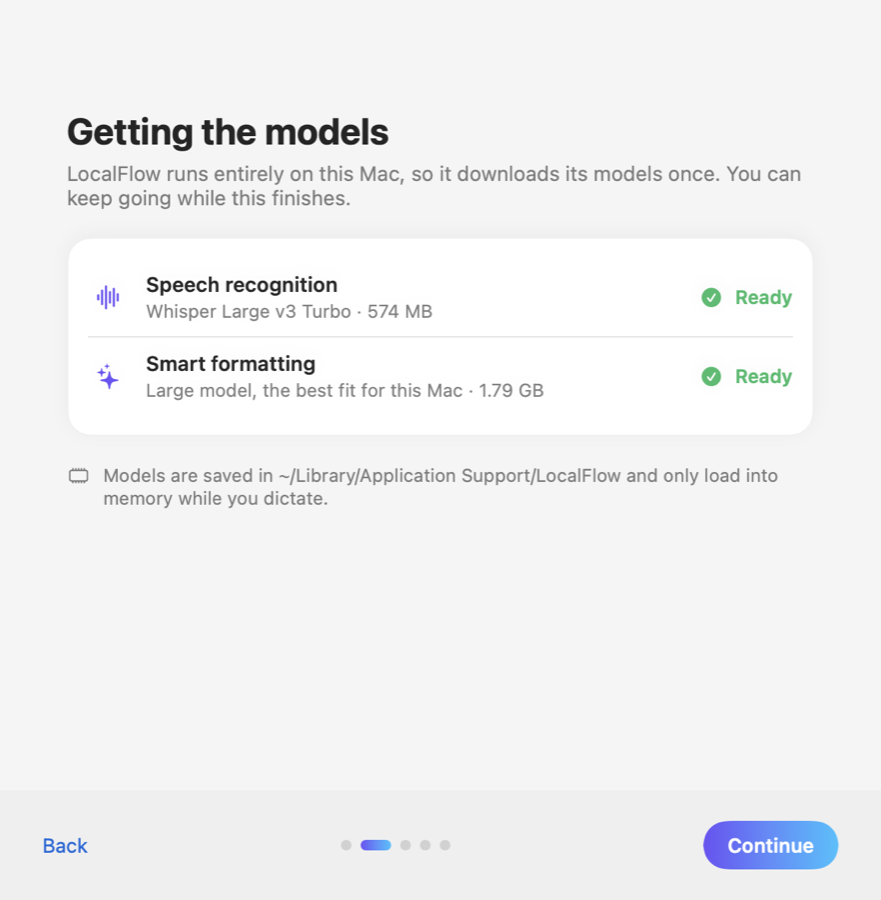 Getting the models
LocalFlow runs entirely on this Mac, so it downloads its models once. You can
keep going while this finishes.
Speech recognition
Whisper Large v3 Turbo · 574 MB
Ready
Smart formatting
Large model, the best fit for this Mac · 1.79 GB
Ready
Models are saved in ~/Library/Application Support/LocalFlow and only load into
memory while you dictate.
Back
Continue